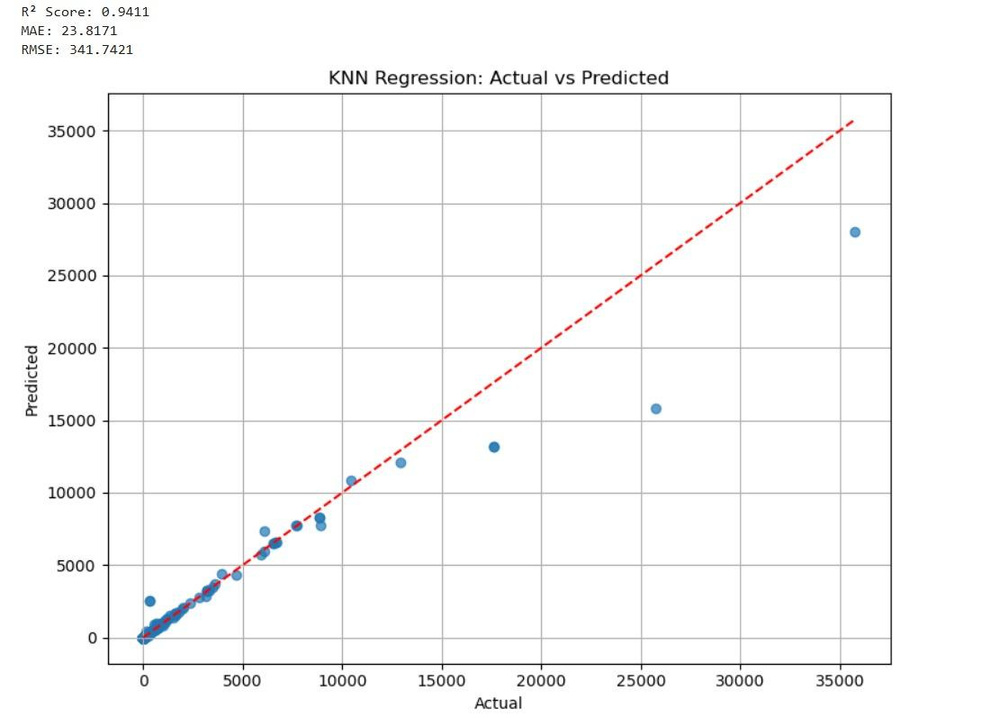 R² Score: 0.9411
MAE: 23.8171
RMSE: 341.7421
KNN Regression: Actual vs Predicted
35000
30000
25000
20000
15000
10000
5000
0
Predicted
0 5000 10000 15000 20000 25000 30000 35000
Actual